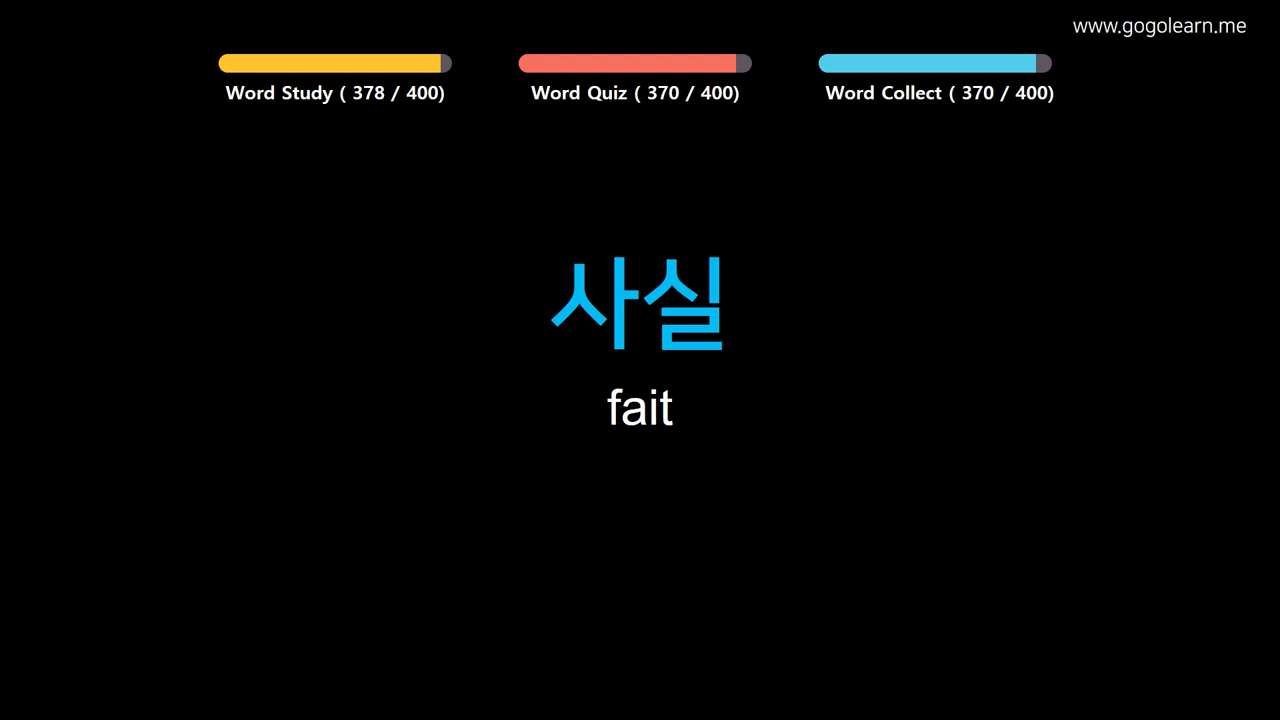 www.gogolearn.me
Word Study ( 378 / 400)
Word Quiz ( 370 / 400)
Word Collect ( 370 / 400)
사실
fait